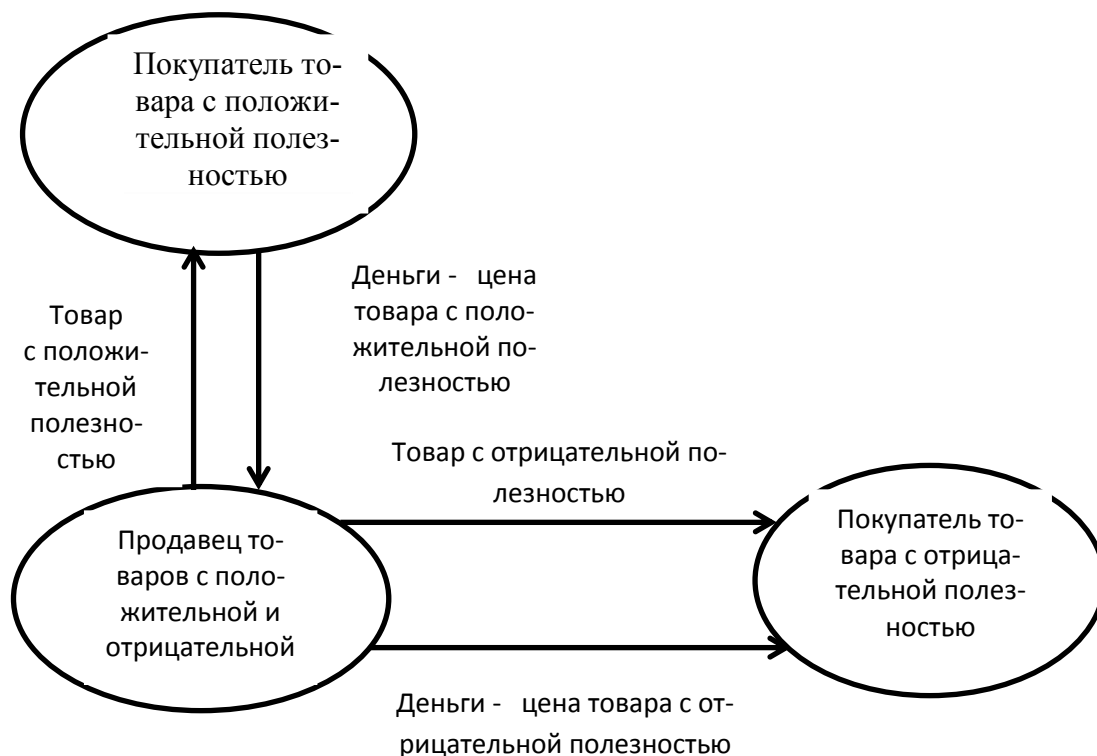 Покупатель то-
вара с положи-
тельной полез-
ностью
Товар
с положи-
тельной
полезно-
стью
Деньги - цена
товара с поло-
жительной по-
лезностью
Товар с отрицательной по-
лезностью
Продавец то-
варов с поло-
жительной и
отрицательной
Покупатель то-
вара с отрица-
тельной полез-
ностью
Деньги - цена товара с от-
рицательной полезностью